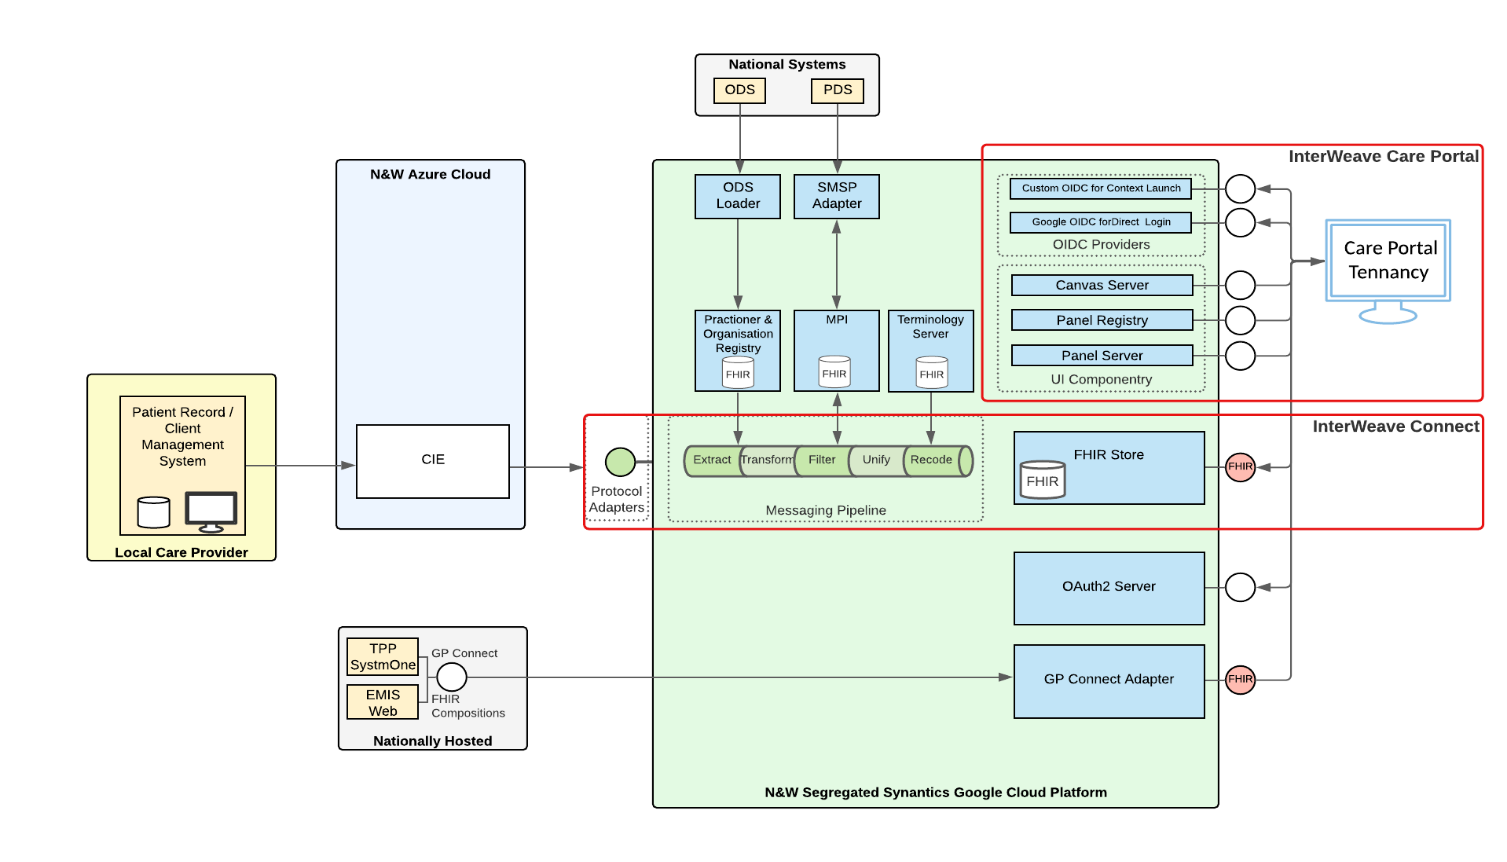 National Systems
ODS
PDS
InterWeave Care Portal
N&W Azure Cloud
ODS
Loader
SMSP
Adapter
Custom OIDC for Context Launch
Google OIDC forDirect Login
OIDC Providers
Care Portal
Tennancy
Canvas Server
Panel Registry
Panel Server
UI Componentry
Practioner &
Organisation
Registry
FHIR
MPI
FHIR
Terminology
Server
FHIR
Patient Record /
Client
Management
System
Local Care Provider
CIE
InterWeave Connect
Protocol
Adapters
Extract
Transform
Filter
Unify
Recode
Messaging Pipeline
FHIR Store
FHIR
FHIR
OAuth2 Server
TPP
SystmOne
EMIS
Web
GP Connect
FHIR
Compositions
Nationally Hosted
GP Connect Adapter
FHIR
N&W Segregated Synantics Google Cloud Platform